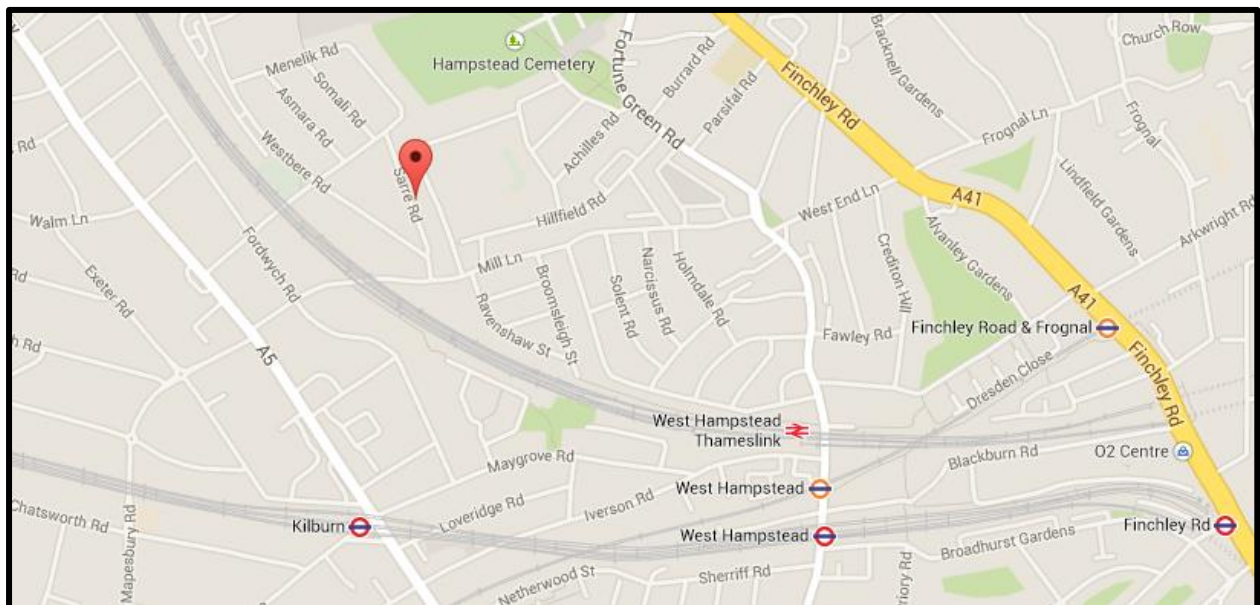 Hampstead Cemetery
Menelik Rd
Somali Rd
Asmara Rd
Westbere Rd
Sarre Rd
Fortune Green Rd
Burrard Rd
Parsifal Rd
Achilles Rd
Hillfield Rd
Finchley Rd
Bracknell Gardens
Church Row
Frognal Ln
Frognal
Lindfield Gardens
Arkwright Rd
A41
West End Ln
Alvanley Gardens
Crediton Hill
Walm Ln
Exeter Rd
Fordwych Rd
Mill Ln
Ravenshaw St
Broomsleigh St
Solent Rd
Narcissus Rd
Holmdale Rd
Fawley Rd
A41
Finchley Road & Frognal
Finchley Rd
Dresden Close
A5
West Hampstead
Thameslink
O2 Centre
Blackburn Rd
Maygrove Rd
Iverson Rd
Loveridge Rd
West Hampstead
Kilburn
West Hampstead
Finchley Rd
Broadhurst Gardens
Chatsworth Rd
Mapesbury Rd
Netherwood St
Sherriff Rd
Rd
Rd
Rd